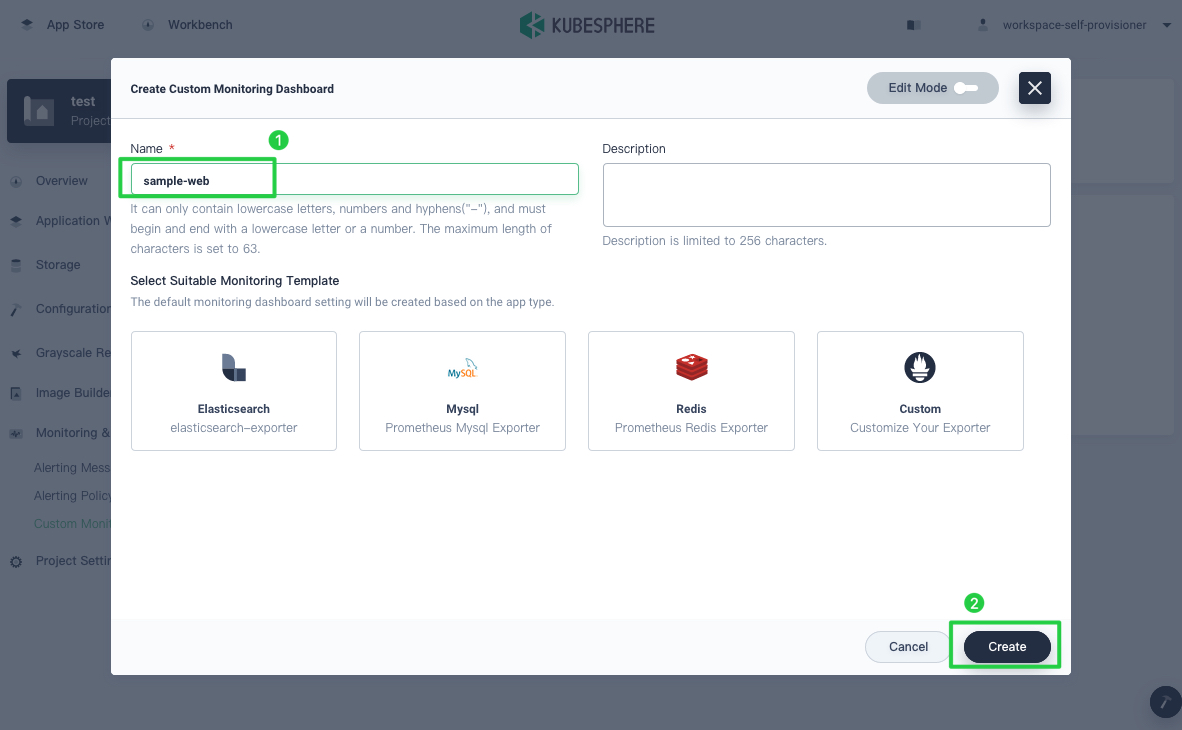 App Store
Workbench
KUBESPHERE
workspace-self-provisioner
test
Project
Create Custom Monitoring Dashboard
Edit Mode
1
Name *
sample-web
It can only contain lowercase letters, numbers and hyphens("-"), and must
begin and end with a lowercase letter or a number. The maximum length of
characters is set to 63.
Description
Description is limited to 256 characters.
Select Suitable Monitoring Template
The default monitoring dashboard setting will be created based on the app type.
Elasticsearch
elasticsearch-exporter
MySQL
Mysql
Prometheus Mysql Exporter
Redis
Prometheus Redis Exporter
Custom
Customize Your Exporter
2
Cancel
Create
Overview
Application W
Storage
Configuration
Grayscale Re
Image Builde
Monitoring &
Alerting Mess
Alerting Policy
Custom Monit
Project Settin